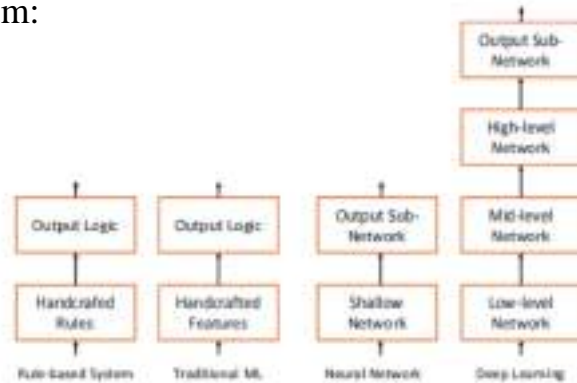 m:
Output Sub-
Network
High-level
Network
Output Logic
Output Logic
Output Sub-
Network
Mid-level
Network
Handcrafed
Rules
Handcrafted
Features
Shallow
Network
Low-level
Network
Rule-based System
Traditional ML
Neural Network
Deep Learning